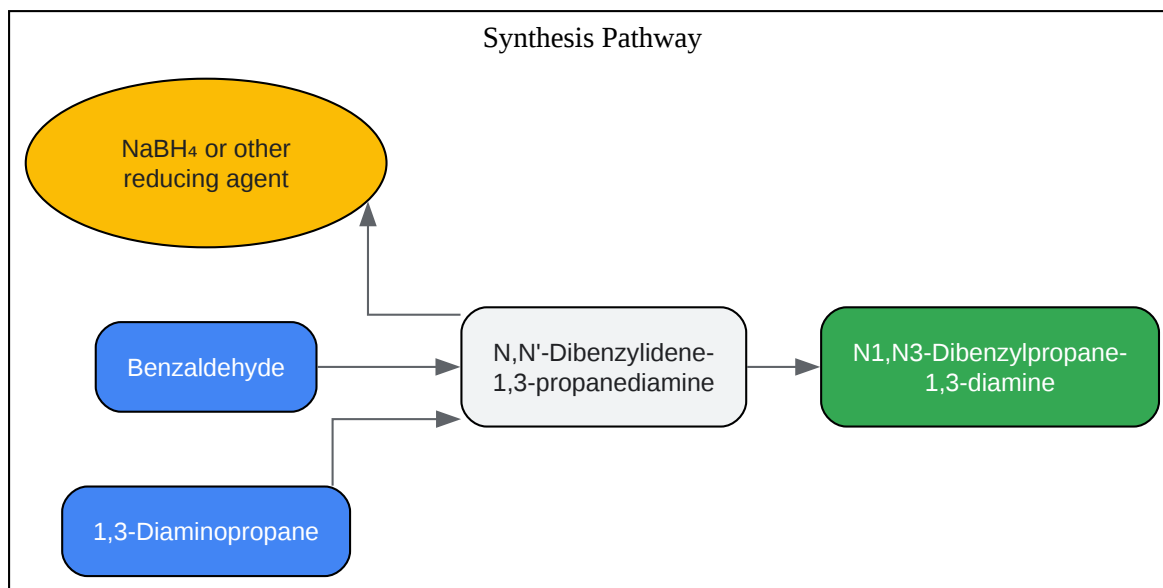 Synthesis Pathway
NaBH₄ or other
reducing agent
Benzaldehyde
N,N'-Dibenzylidene-
1,3-propanediamine
N1,N3-Dibenzylpropane-
1,3-diamine
1,3-Diaminopropane